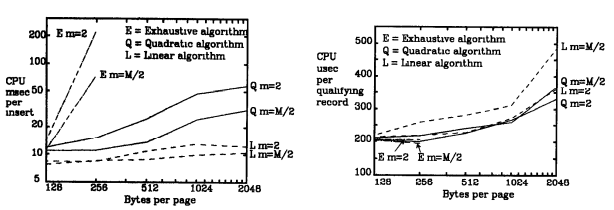 200
100
50
20
10
5
CPU
msec
per
insert
E m=2
E m=M/2
E = Exhaustive algorithm
Q = Quadratic algorithm
L = Linear algorithm
Q m=2
Q m=M/2
L m=2
L m=M/2
128 256 512 1024 2048
Bytes per page
500
400
300
200
100
CPU
usec
per
qualifying
record
E = Exhaustive algorithm
Q = Quadratic algorithm
L = Linear algorithm
L m=M/2
Q m=M/2
L m=2
Q m=2
E m=2 E m=M/2
128 256 512 1024 2048
Bytes per page